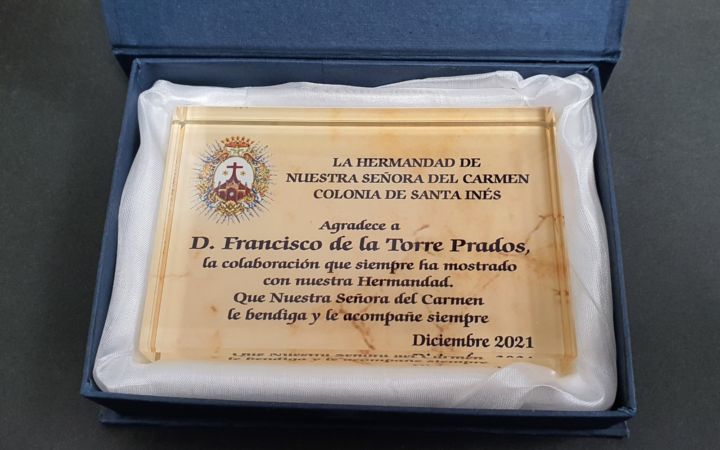 LA HERMANDAD DE
NUESTRA SEÑORA DEL CARMEN
COLONIA DE SANTA INÉS
Agradece a
D. Francisco de la Torre Prados,
la colaboración que siempre ha mostrado
con nuestra Hermandad.
Que Nuestra Señora del Carmen
le bendiga y le acompañe siempre
Diciembre 2021